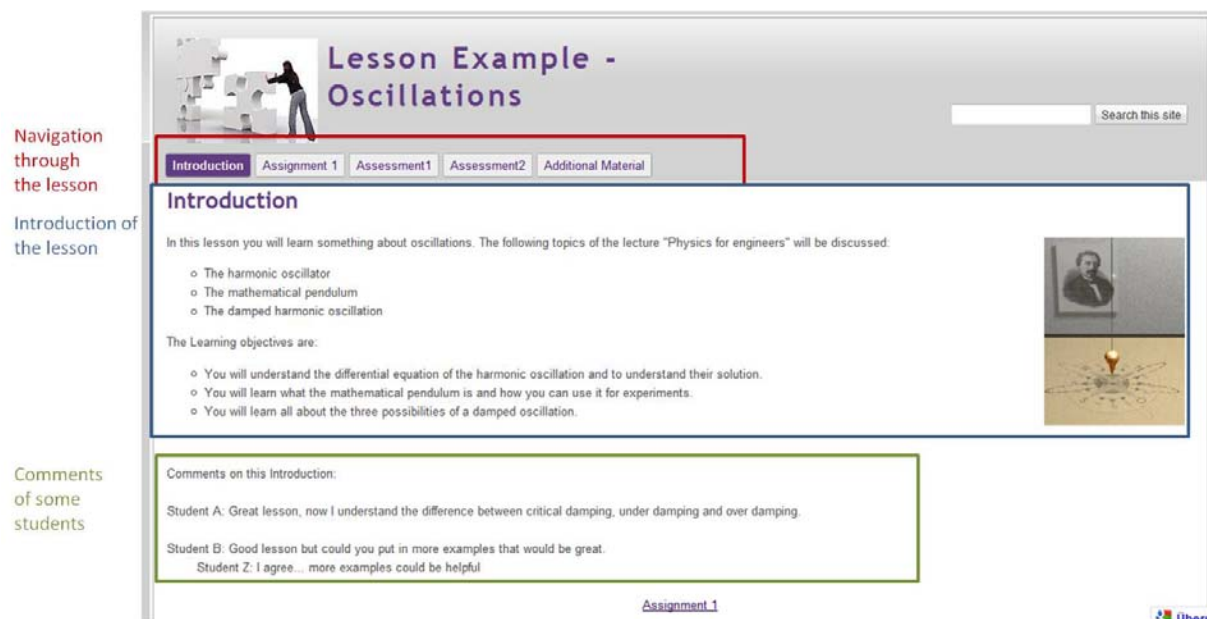 Lesson Example -
Oscillations
Search this site
Navigation
through
the lesson
Introduction
Assignment 1
Assessment1
Assessment2
Additional Material
Introduction of
the lesson
Introduction
In this lesson you will learn something about oscillations. The following topics of the lecture "Physics for engineers" will be discussed:
The harmonic oscillator
The mathematical pendulum
The damped harmonic oscillation
The Learning objectives are:
You will understand the differential equation of the harmonic oscillation and to understand their solution.
You will learn what the mathematical pendulum is and how you can use it for experiments.
You will learn all about the three possibilities of a damped oscillation.
Comments
of some
students
Comments on this Introduction:
Student A: Great lesson, now I understand the difference between critical damping, under damping and over damping.
Student B: Good lesson but could you put in more examples that would be great.
Student Z: I agree... more examples could be helpful
Assignment 1